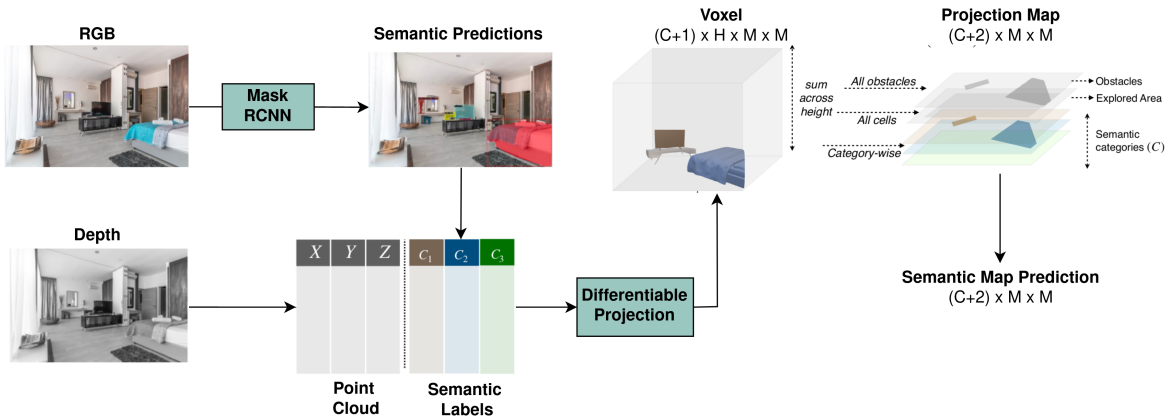 RGB
Mask
RCNN
Semantic Predictions
Depth
X Y Z C₁ C₂ C₃
Point
Cloud
Semantic
Labels
Differentiable
Projection
Voxel
(C+1) x H x M x M
sum
across
height
Projection Map
(C+2) x M x M
All obstacles
All cells
Category-wise
Obstacles
Explored Area
Semantic
categories (C)
Semantic Map Prediction
(C+2) x M x M